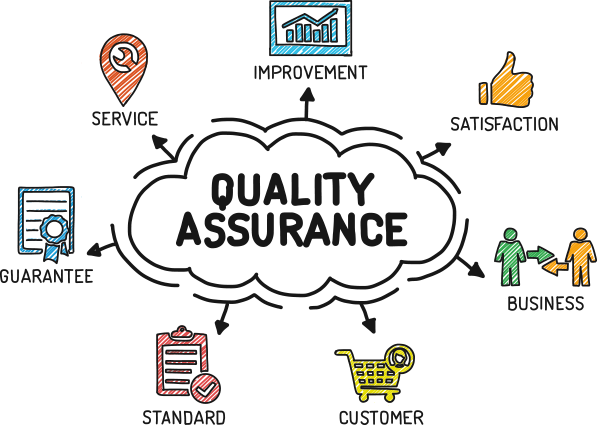 IMPROVEMENT
SERVICE
SATISFACTION
QUALITY
ASSURANCE
GUARANTEE
BUSINESS
STANDARD
CUSTOMER